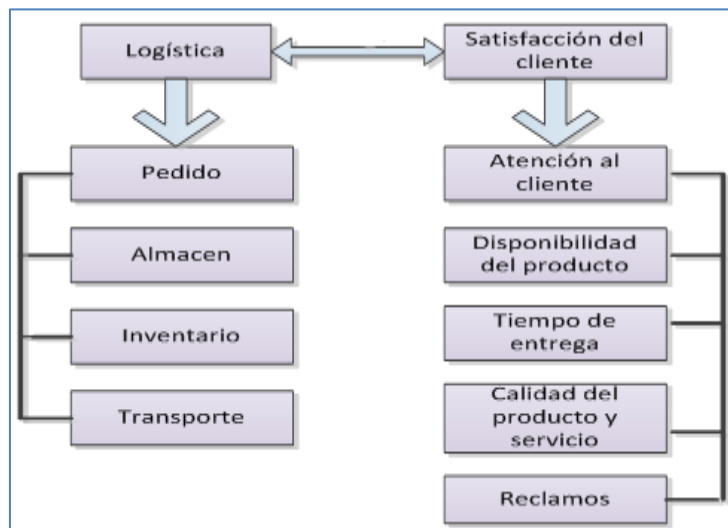 Logística
Satisfacción del
cliente
Pedido
Almacen
Inventario
Transporte
Atención al
cliente
Disponibilidad
del producto
Tiempo de
entrega
Calidad del
producto y
servicio
Reclamos